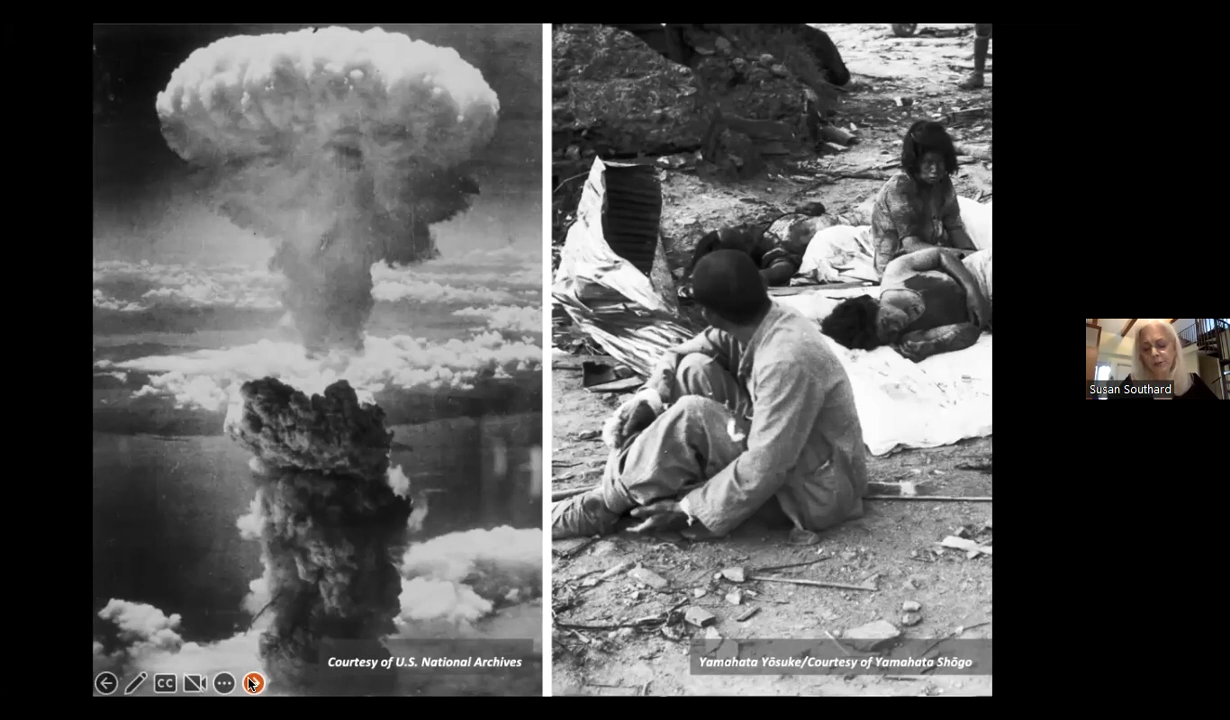 Courtesy of U.S. National Archives
Yamahata Yōsuke/Courtesy of Yamahata Shōgo
Susan Southard
CC